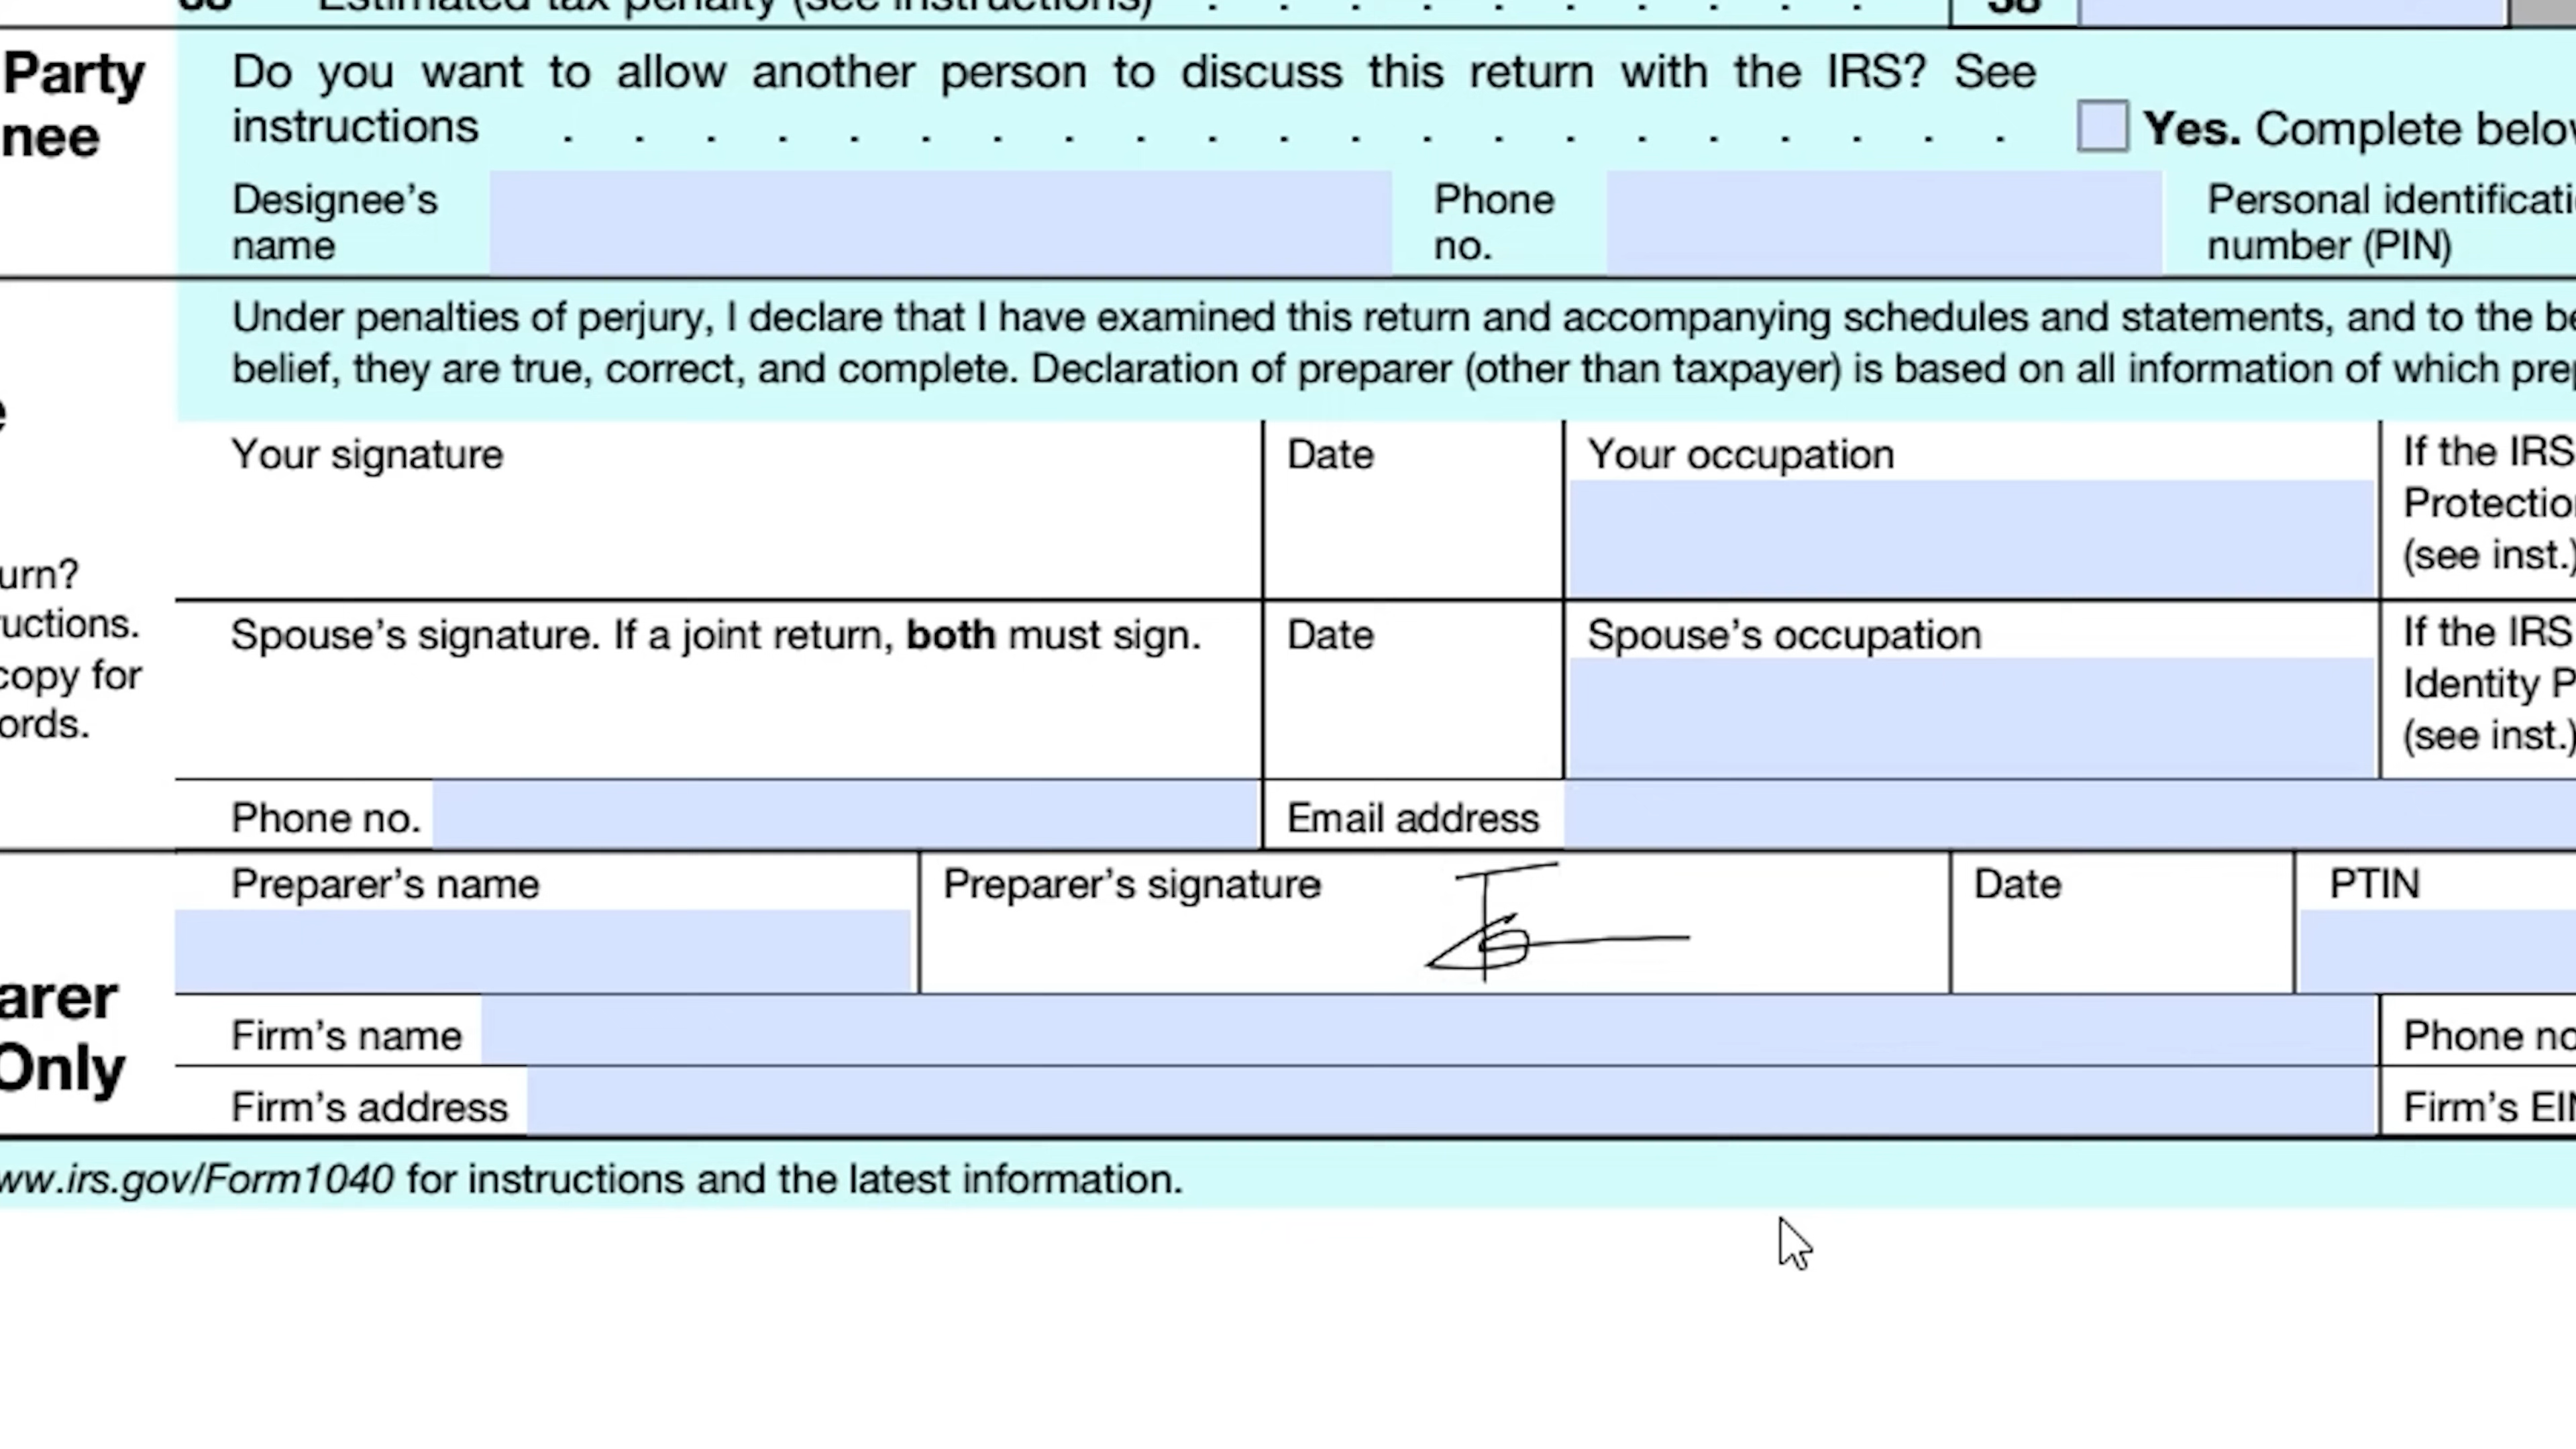 38 Estimated tax penalty (see instructions) . . . . . . . . . . 38
Party
nee
Do you want to allow another person to discuss this return with the IRS? See
instructions . . . . . . . . . . . . . . . . . . . . . Yes. Complete below
Designee’s
name
Phone
no.
Personal identificati
number (PIN)
Under penalties of perjury, I declare that I have examined this return and accompanying schedules and statements, and to the be
belief, they are true, correct, and complete. Declaration of preparer (other than taxpayer) is based on all information of which prep
e
urn?
uctions.
copy for
ords.
Your signature
Date
Your occupation
If the IRS
Protection
(see inst.)
Spouse’s signature. If a joint return, both must sign.
Date
Spouse’s occupation
If the IRS
Identity P
(see inst.)
Phone no.
Email address
arer
Only
Preparer’s name
Preparer’s signature
Date
PTIN
Firm’s name
Phone no
Firm’s address
Firm’s EIN
ww.irs.gov/Form1040 for instructions and the latest information.